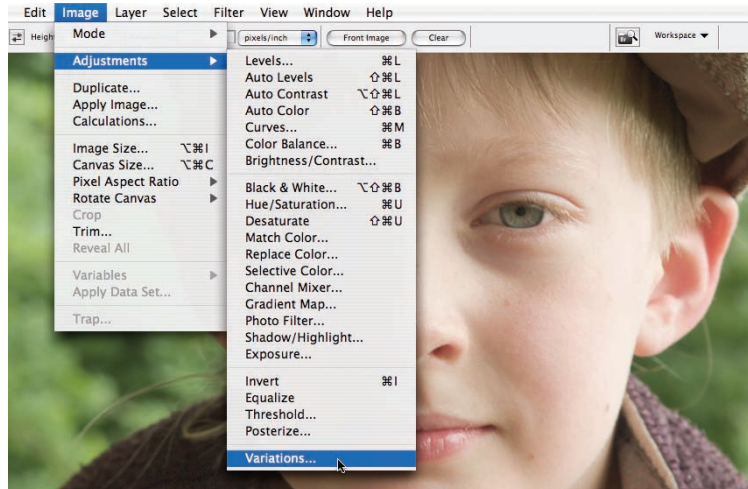 Edit Image Layer Select Filter View Window Help
pixels/inch Front Image Clear Workspace
Mode
Adjustments
Duplicate...
Apply Image...
Calculations...
Image Size... ⌥⌘I
Canvas Size... ⌥⌘C
Pixel Aspect Ratio
Rotate Canvas
Crop
Trim...
Reveal All
Variables
Apply Data Set...
Trap...
Levels... ⌘L
Auto Levels ⇧⌘L
Auto Contrast ⌥⇧⌘L
Auto Color ⇧⌘B
Curves... ⌘M
Color Balance... ⌘B
Brightness/Contrast...
Black & White... ⌥⇧⌘B
Hue/Saturation... ⌘U
Desaturate ⇧⌘U
Match Color...
Replace Color...
Selective Color...
Channel Mixer...
Gradient Map...
Photo Filter...
Shadow/Highlight...
Exposure...
Invert ⌘I
Equalize
Threshold...
Posterize...
Variations...